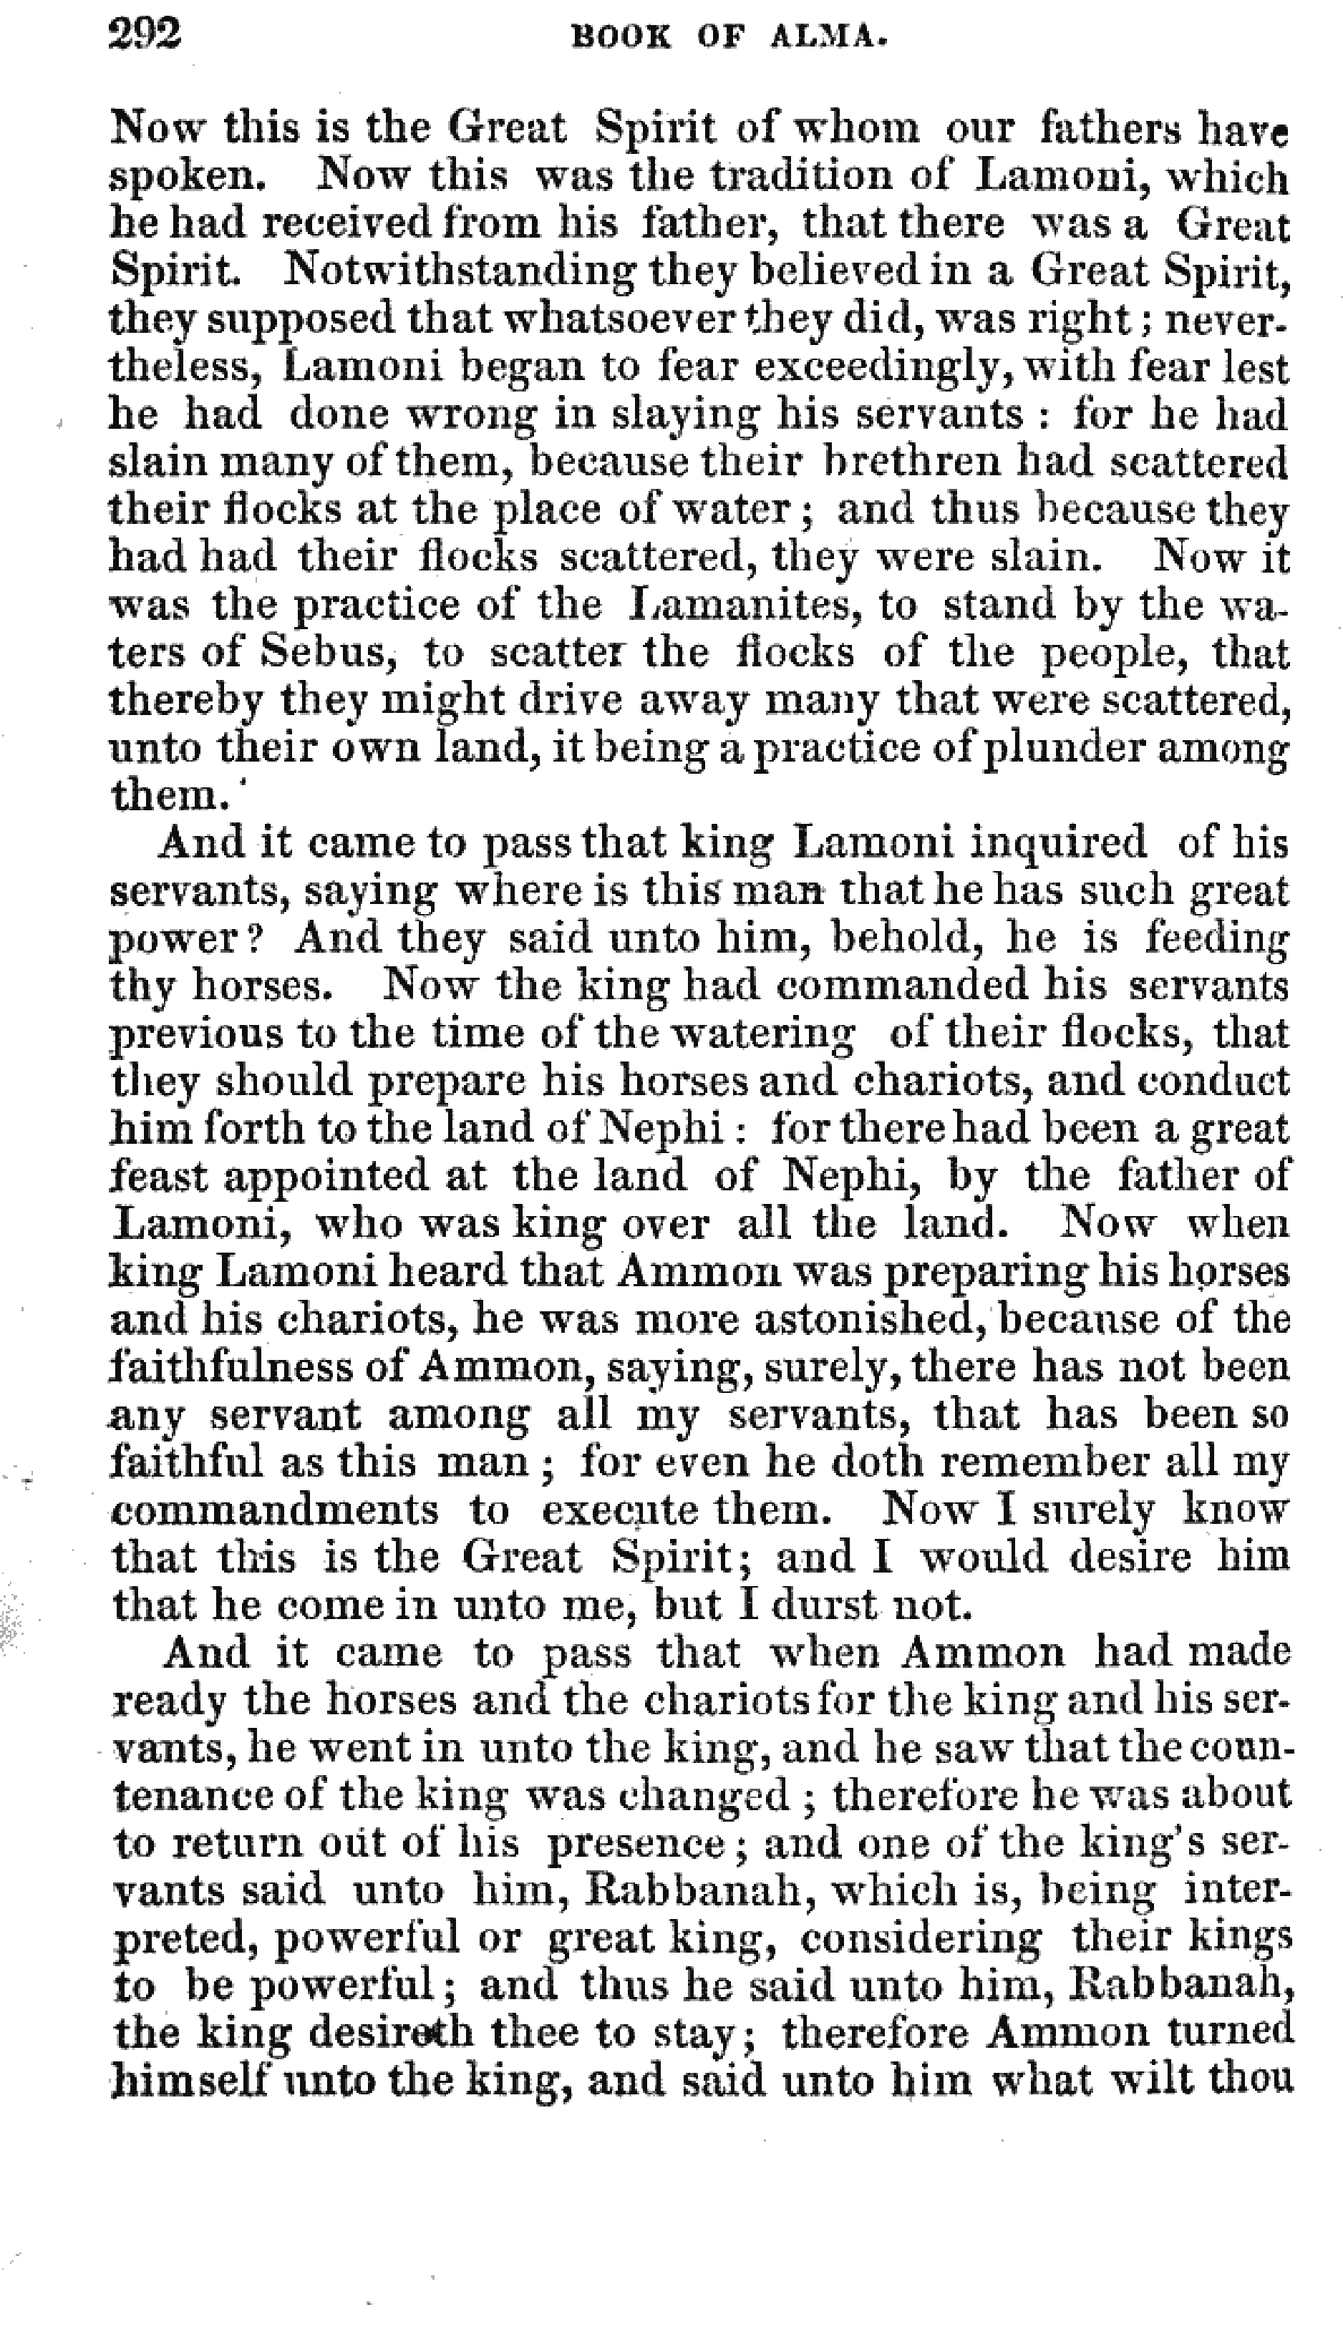 292 BOOK OF ALMA.
Now this is the Great Spirit of whom our fathers have
spoken. Now this was the tradition of Lamoni, which
he had received from his father, that there was a Great
Spirit. Notwithstanding they believed in a Great Spirit,
they supposed that whatsoever they did, was right; never-
theless, Lamoni began to fear exceedingly, with fear lest
he had done wrong in slaying his servants : for he had
slain many of them, because their brethren had scattered
their flocks at the place of water; and thus because they
had had their flocks scattered, they were slain. Now it
was the practice of the Lamanites, to stand by the wa-
ters of Sebus, to scatter the flocks of the people, that
thereby they might drive away many that were scattered,
unto their own land, it being a practice of plunder among
them.
And it came to pass that king Lamoni inquired of his
servants, saying where is this man that he has such great
power? And they said unto him, behold, he is feeding
thy horses. Now the king had commanded his servants
previous to the time of the watering of their flocks, that
they should prepare his horses and chariots, and conduct
him forth to the land of Nephi : for there had been a great
feast appointed at the land of Nephi, by the father of
Lamoni, who was king over all the land. Now when
king Lamoni heard that Ammon was preparing his horses
and his chariots, he was more astonished, because of the
faithfulness of Ammon, saying, surely, there has not been
any servant among all my servants, that has been so
faithful as this man ; for even he doth remember all my
commandments to execute them. Now I surely know
that this is the Great Spirit; and I would desire him
that he come in unto me, but I durst not.
And it came to pass that when Ammon had made
ready the horses and the chariots for the king and his ser-
vants, he went in unto the king, and he saw that the coun-
tenance of the king was changed ; therefore he was about
to return out of his presence; and one of the king's ser-
vants said unto him, Rabbanah, which is, being inter-
preted, powerful or great king, considering their kings
to be powerful; and thus he said unto him, Rabbanah,
the king desireth thee to stay; therefore Ammon turned
himself unto the king, and said unto him what wilt thou